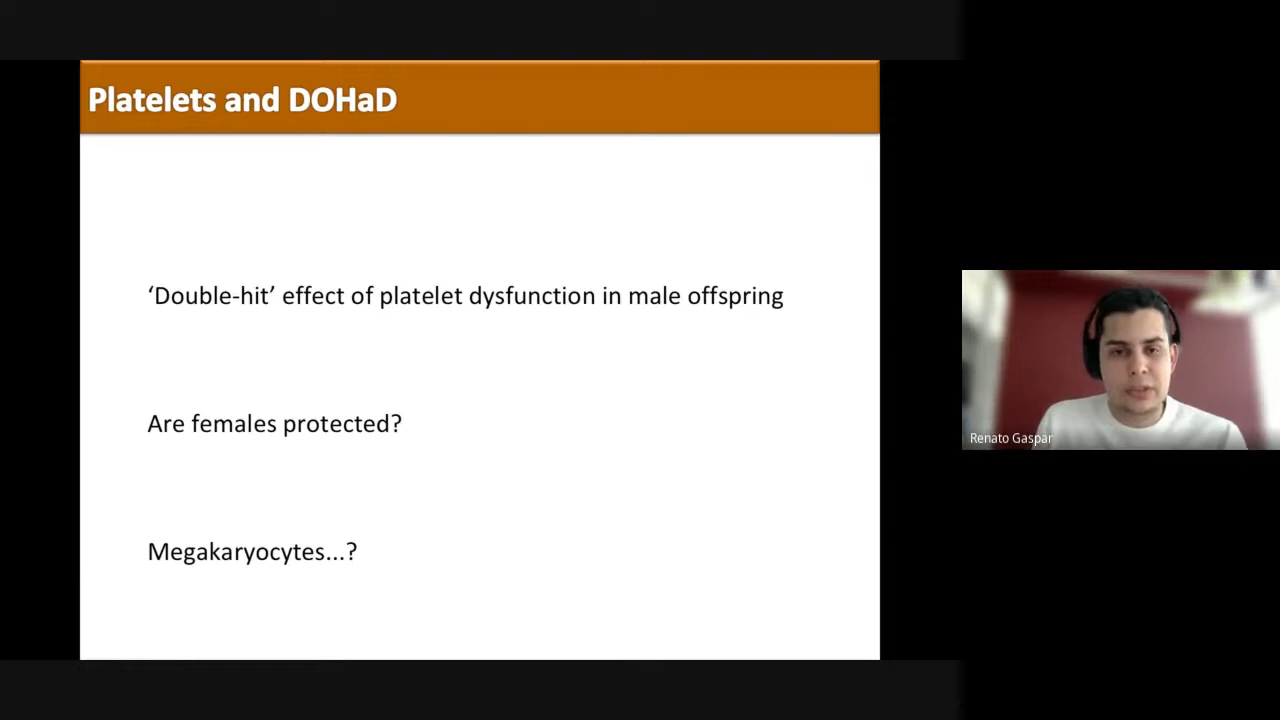 Platelets and DOHaD
‘Double-hit’ effect of platelet dysfunction in male offspring
Are females protected?
Megakaryocytes...?
Renato Gaspar